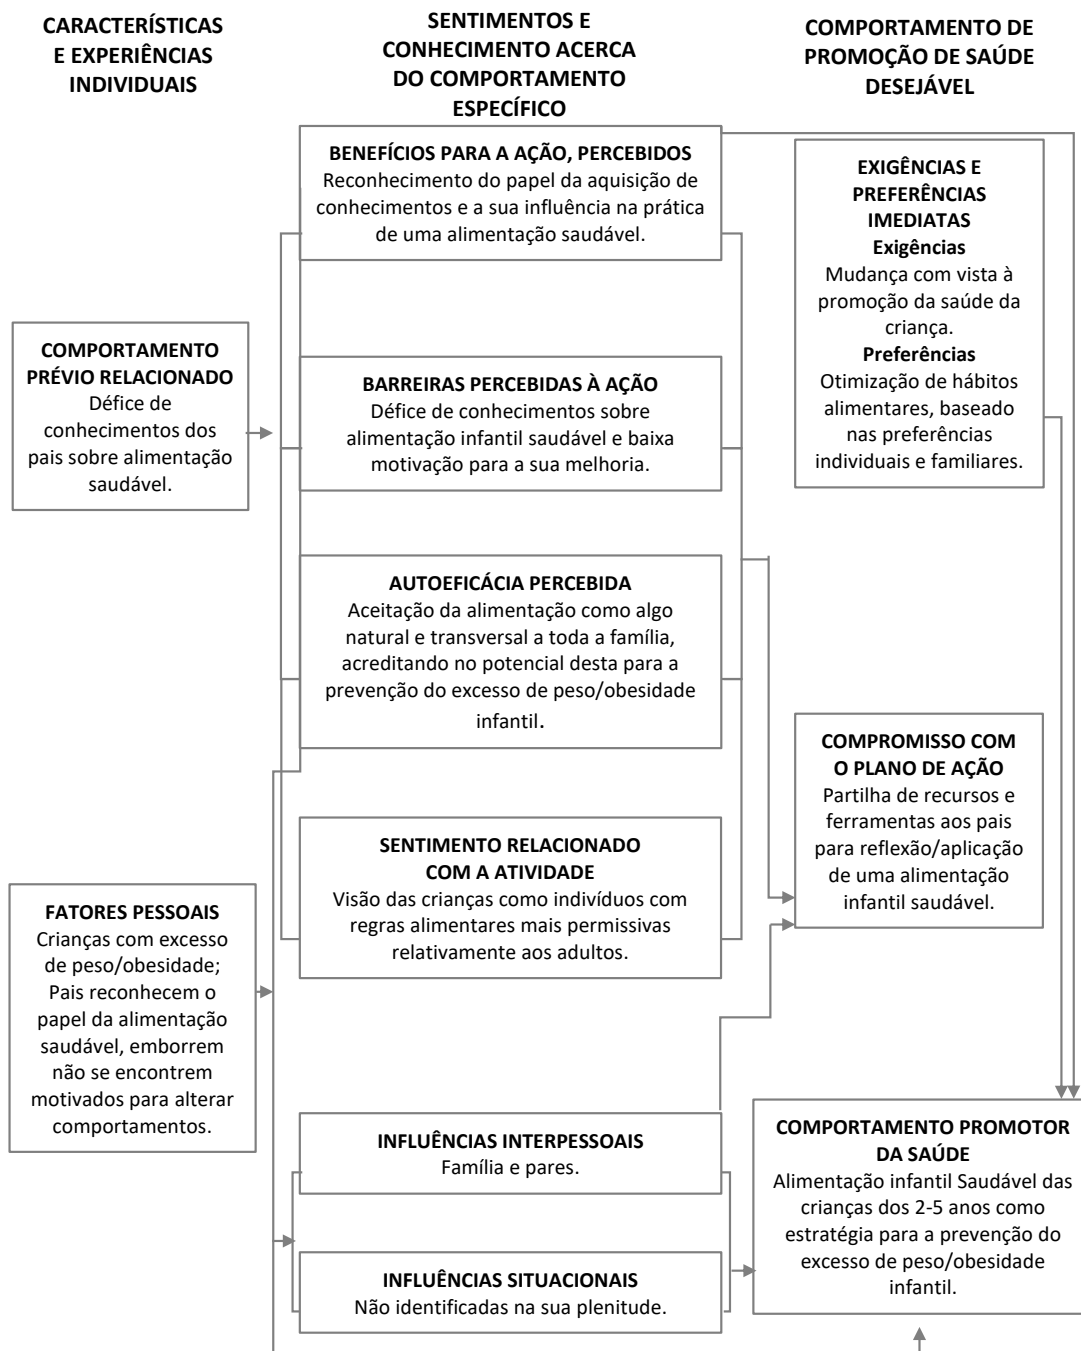 CARACTERÍSTICAS
E EXPERIÊNCIAS
INDIVIDUAIS
SENTIMENTOS E
CONHECIMENTO ACERCA
DO COMPORTAMENTO
ESPECÍFICO
COMPORTAMENTO DE
PROMOÇÃO DE SAÚDE
DESEJÁVEL
COMPORTAMENTO
PRÉVIO RELACIONADO
Défice de
conhecimentos dos
pais sobre alimentação
saudável.
FATORES PESSOAIS
Crianças com excesso
de peso/obesidade;
Pais reconhecem o
papel da alimentação
saudável, emborrem
não se encontrem
motivados para alterar
comportamentos.
BENEFÍCIOS PARA A AÇÃO, PERCEBIDOS
Reconhecimento do papel da aquisição de
conhecimentos e a sua influência na prática
de uma alimentação saudável.
BARREIRAS PERCEBIDAS À AÇÃO
Défice de conhecimentos sobre
alimentação infantil saudável e baixa
motivação para a sua melhoria.
AUTOEFICÁCIA PERCEBIDA
Aceitação da alimentação como algo
natural e transversal a toda a família,
acreditando no potencial desta para a
prevenção do excesso de peso/obesidade
infantil.
SENTIMENTO RELACIONADO
COM A ATIVIDADE
Visão das crianças como indivíduos com
regras alimentares mais permissivas
relativamente aos adultos.
INFLUÊNCIAS INTERPESSOAIS
Família e pares.
INFLUÊNCIAS SITUACIONAIS
Não identificadas na sua plenitude.
EXIGÊNCIAS E
PREFERÊNCIAS
IMEDIATAS
Exigências
Mudança com vista à
promoção da saúde da
criança.
Preferências
Otimização de hábitos
alimentares, baseado
nas preferências
individuais e familiares.
COMPROMISSO COM
O PLANO DE AÇÃO
Partilha de recursos e
ferramentas aos pais
para reflexão/aplicação
de uma alimentação
infantil saudável.
COMPORTAMENTO PROMOTOR
DA SAÚDE
Alimentação infantil Saudável das
crianças dos 2-5 anos como
estratégia para a prevenção do
excesso de peso/obesidade
infantil.